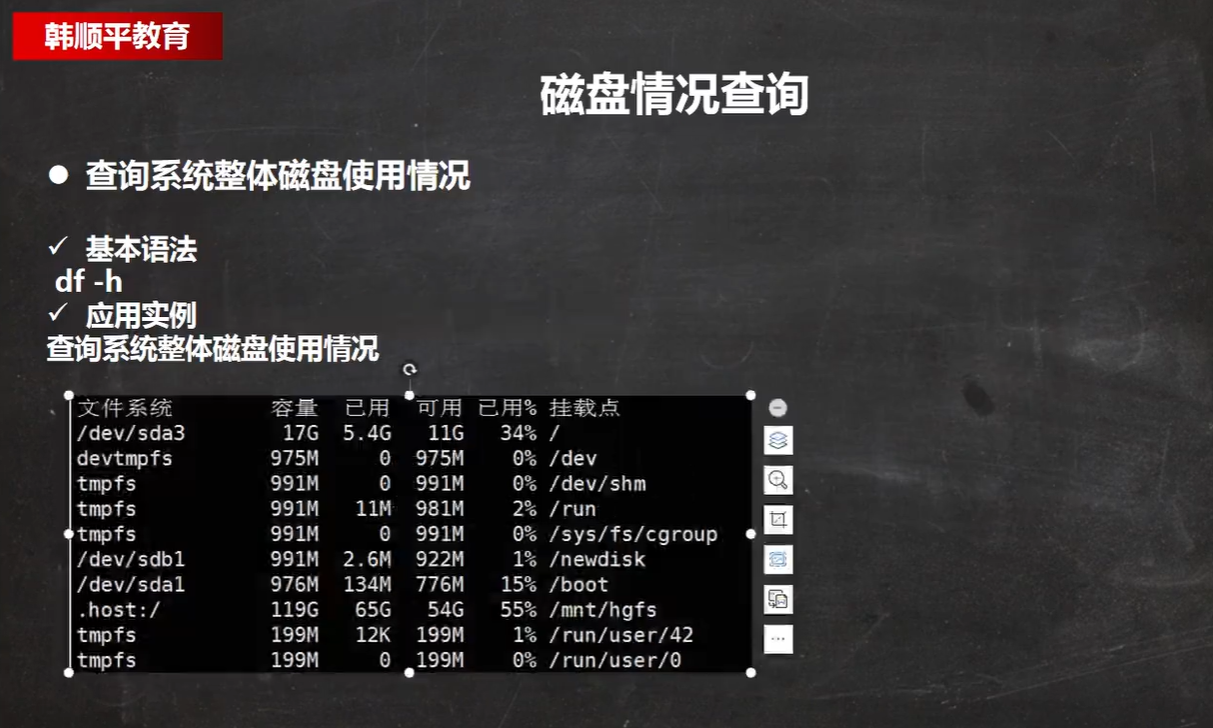 韩顺平教育
磁盘情况查询
● 查询系统整体磁盘使用情况
✓ 基本语法
df -h
✓ 应用实例
查询系统整体磁盘使用情况
文件系统 容量 已用 可用 已用% 挂载点
/dev/sda3 17G 5.4G 11G 34% /
devtmpfs 975M 0 975M 0% /dev
tmpfs 991M 0 991M 0% /dev/shm
tmpfs 991M 11M 981M 2% /run
tmpfs 991M 0 991M 0% /sys/fs/cgroup
/dev/sdb1 991M 2.6M 922M 1% /newdisk
/dev/sda1 976M 134M 776M 15% /boot
.host:/ 119G 65G 54G 55% /mnt/hgfs
tmpfs 199M 12K 199M 1% /run/user/42
tmpfs 199M 0 199M 0% /run/user/0